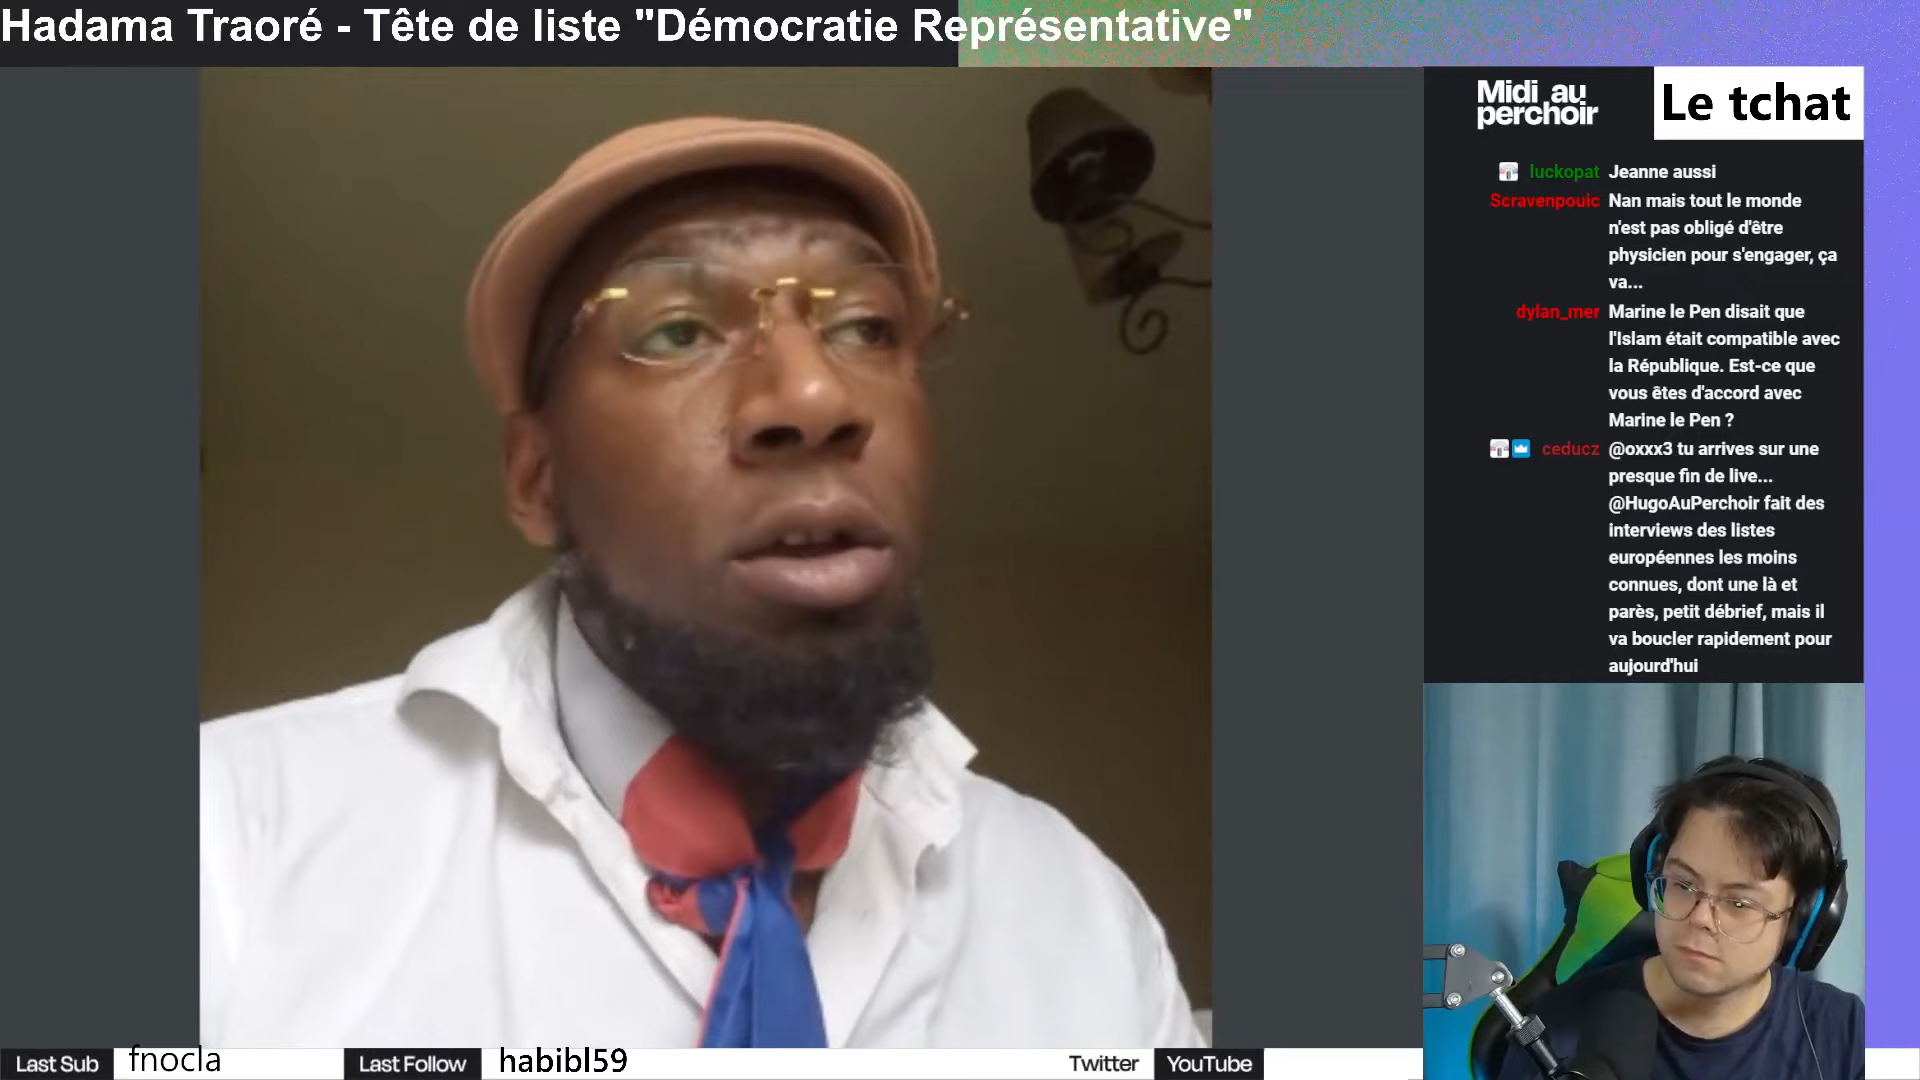 Hadama Traoré - Tête de liste "Démocratie Représentative"
Midi au
perchoir
Le tchat
luckopat Jeanne aussi
Scravenpouic Nan mais tout le monde
n'est pas obligé d'être
physicien pour s'engager, ça
va...
dylan_mer Marine le Pen disait que
l'Islam était compatible avec
la République. Est-ce que
vous êtes d'accord avec
Marine le Pen ?
ceducz @oxxx3 tu arrives sur une
presque fin de live...
@HugoAuPerchoir fait des
interviews des listes
européennes les moins
connues, dont une là et
parès, petit débrief, mais il
va boucler rapidement pour
aujourd'hui
Last Sub fnocla Last Follow habibl59 Twitter YouTube